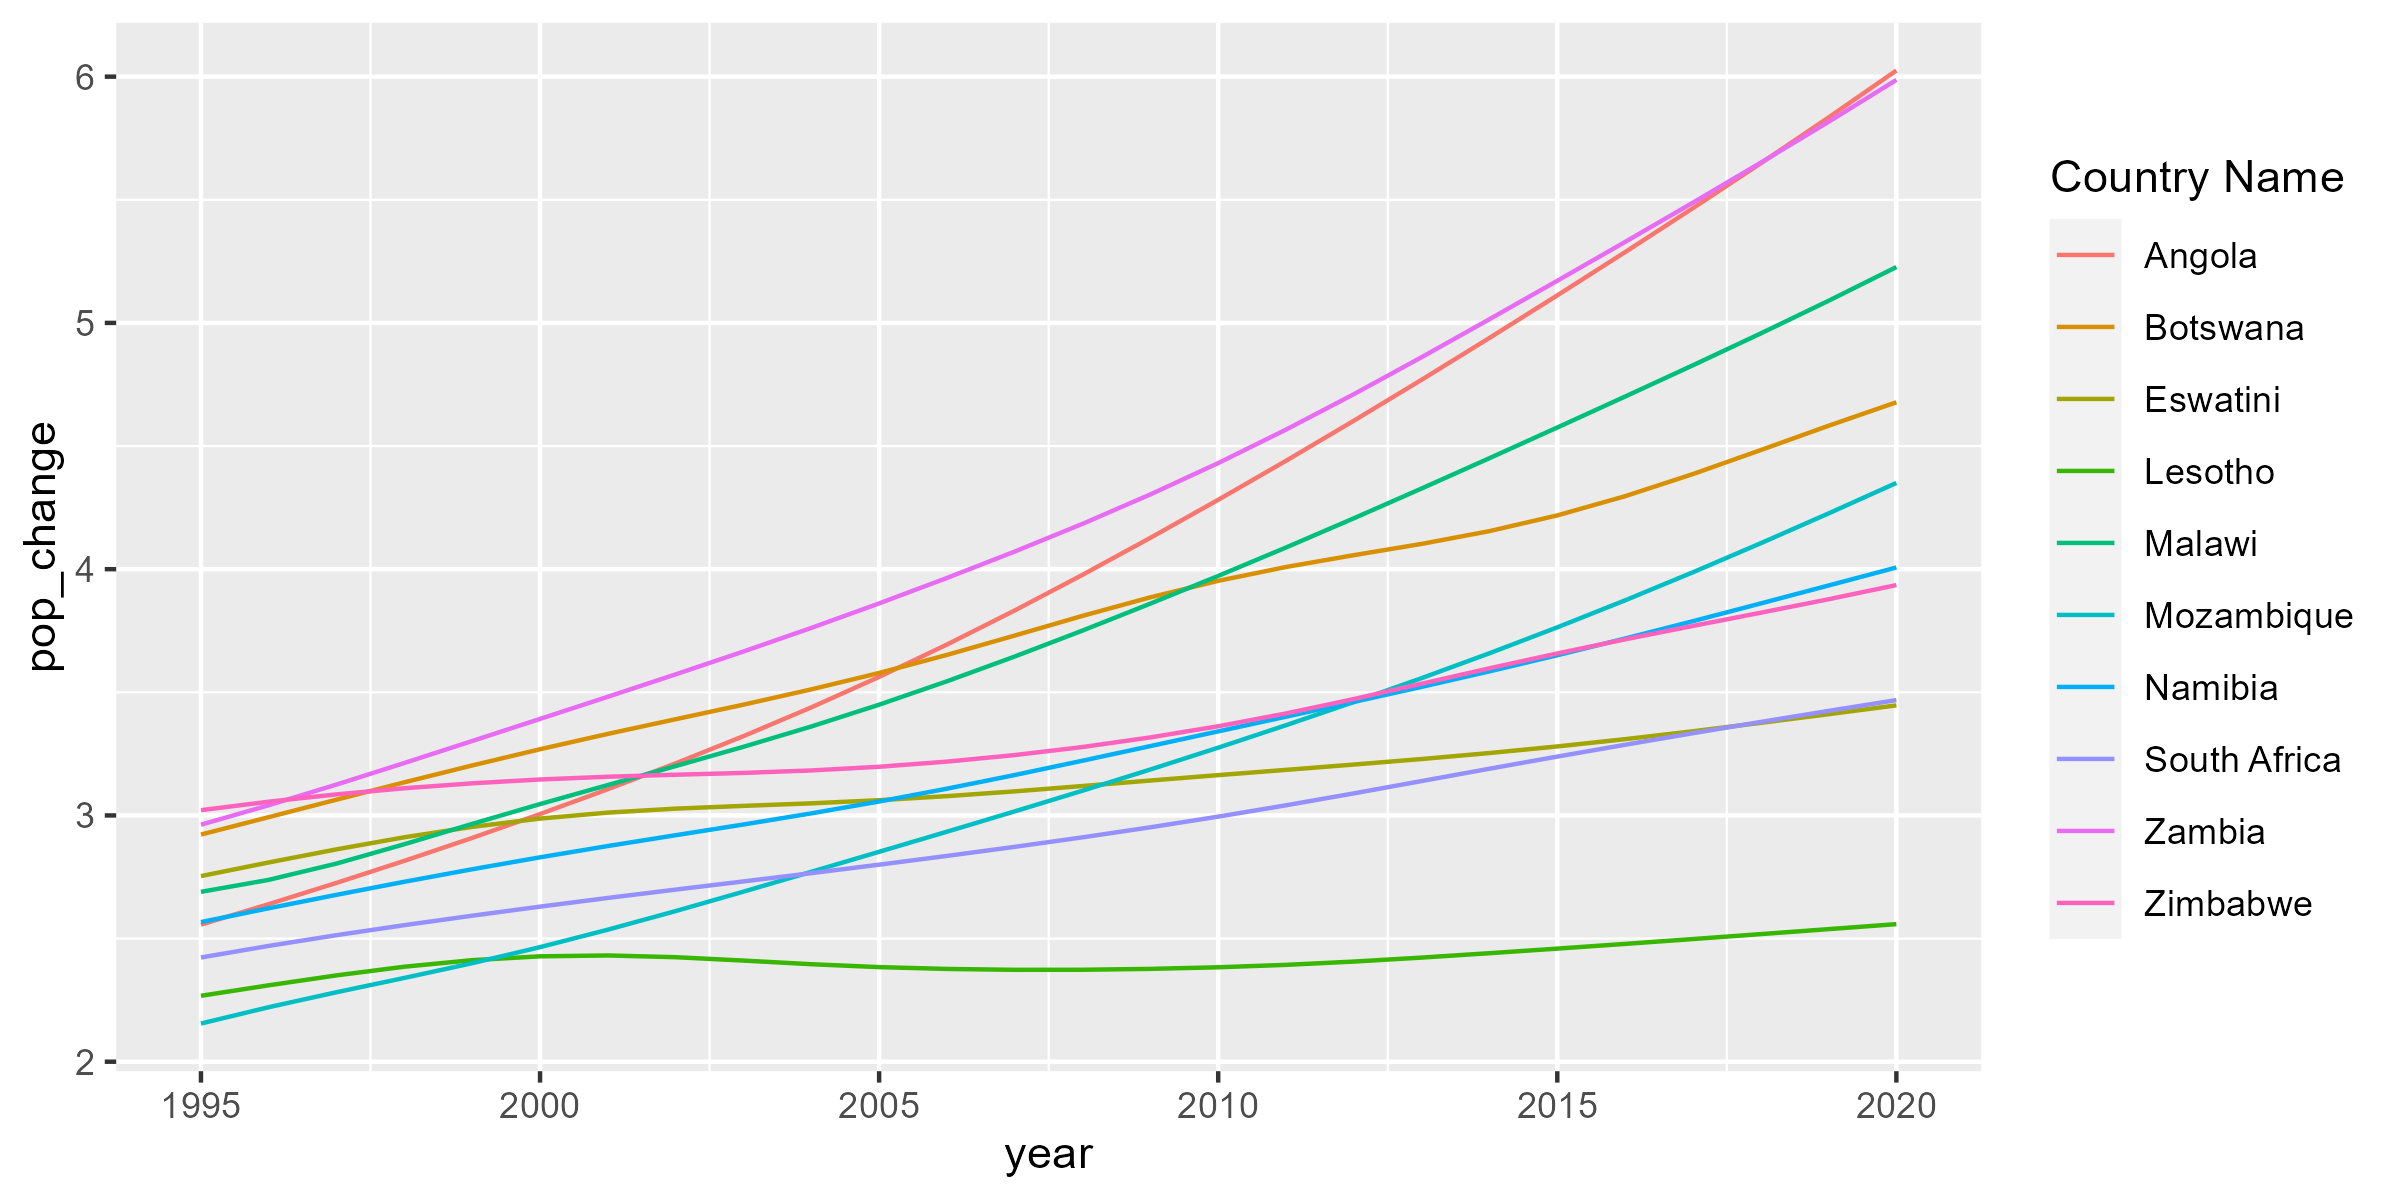 6
5
4
3
2
pop_change
1995 2000 2005 2010 2015 2020
year
Country Name
Angola
Botswana
Eswatini
Lesotho
Malawi
Mozambique
Namibia
South Africa
Zambia
Zimbabwe